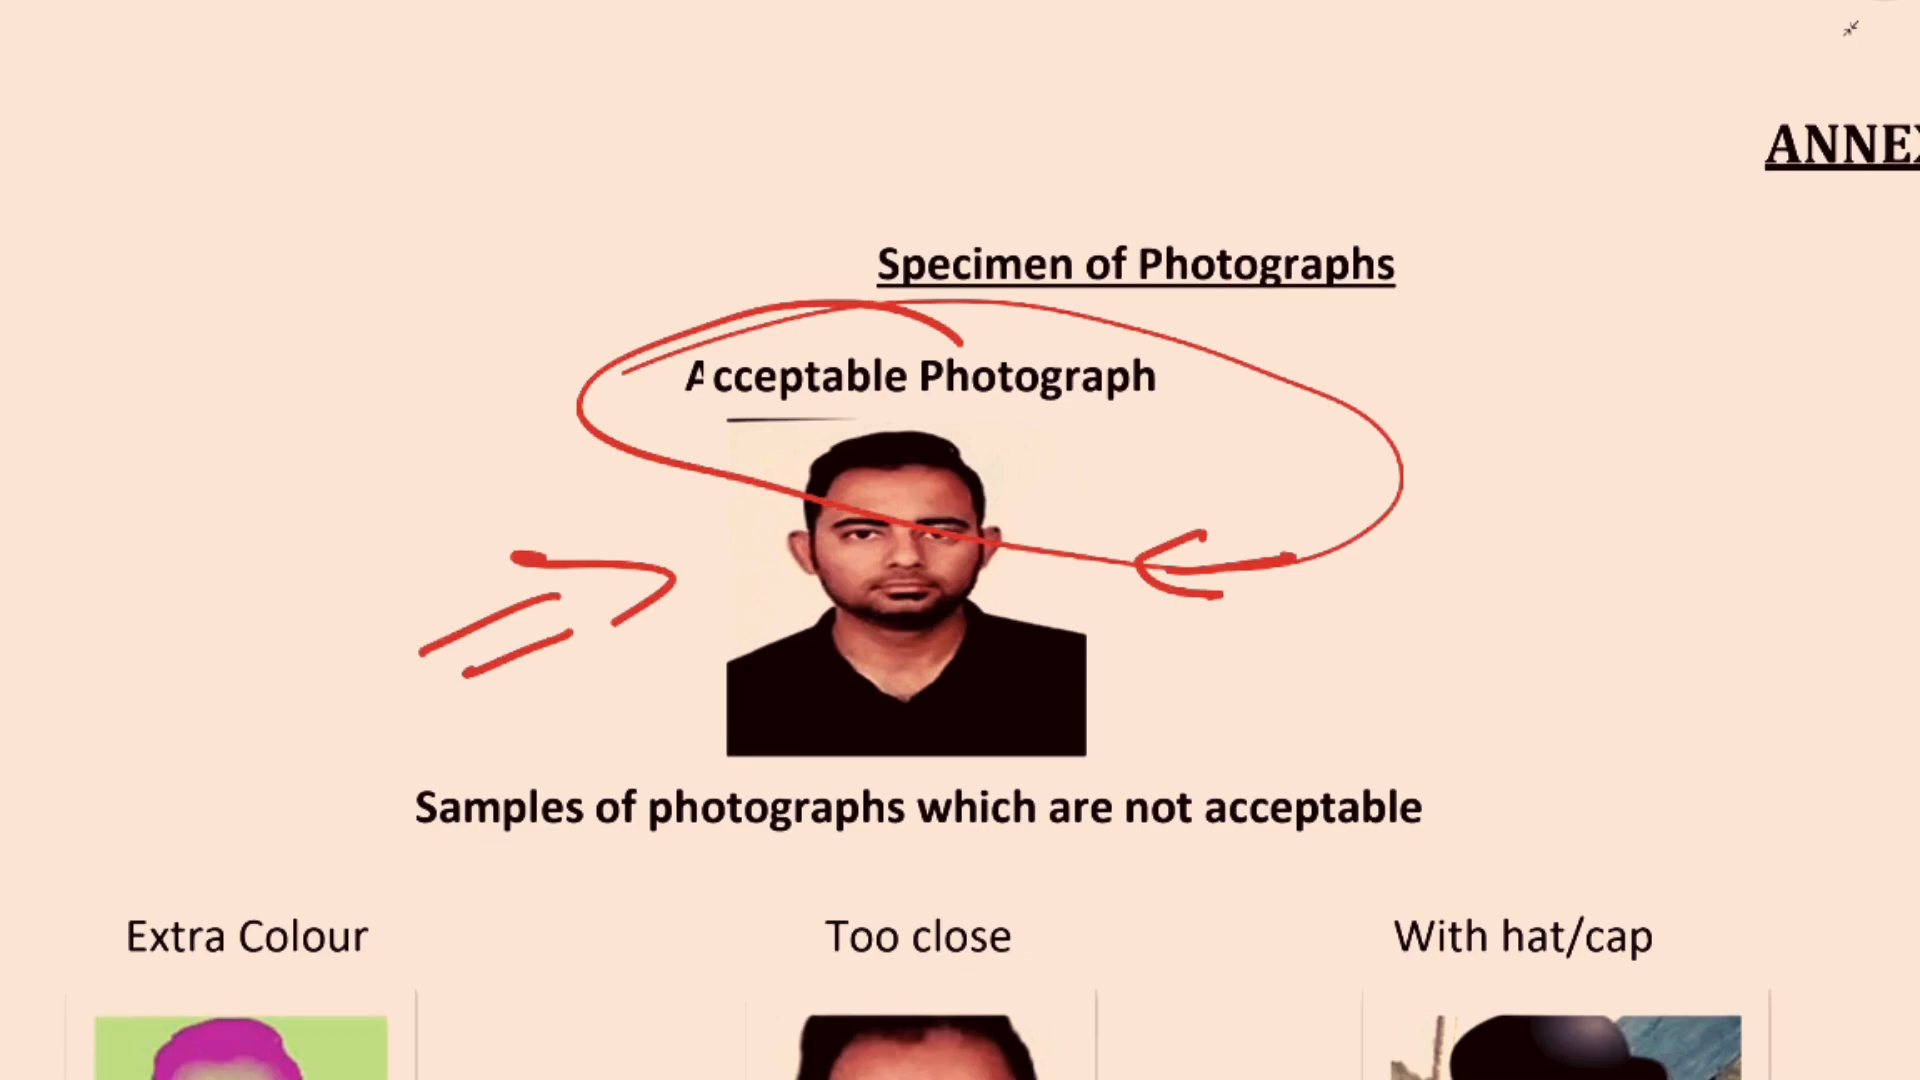 ANNEX
Specimen of Photographs
Acceptable Photograph
Samples of photographs which are not acceptable
Extra Colour
Too close
With hat/cap